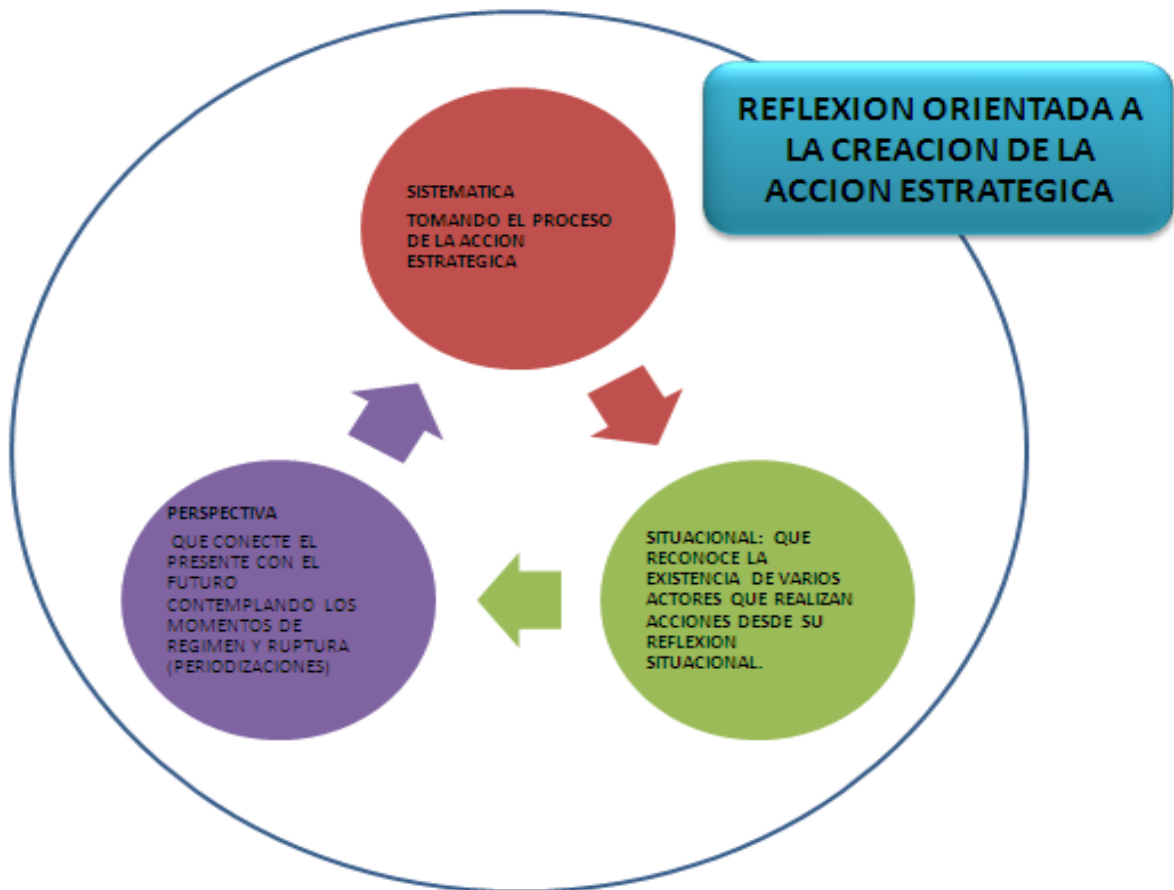 REFLEXION ORIENTADA A
LA CREACION DE LA
ACCION ESTRATEGICA
SISTEMATICA
TOMANDO EL PROCESO
DE LA ACCION
ESTRATEGICA
SITUACIONAL: QUE
RECONOCE LA
EXISTENCIA DE VARIOS
ACTORES QUE REALIZAN
ACCIONES DESDE SU
REFLEXION
SITUACIONAL.
PERSPECTIVA
QUE CONECTE EL
PRESENTE CON EL
FUTURO
CONTEMPLANDO LOS
MOMENTOS DE
REGIMEN Y RUPTURA
(PERIODIZACIONES)